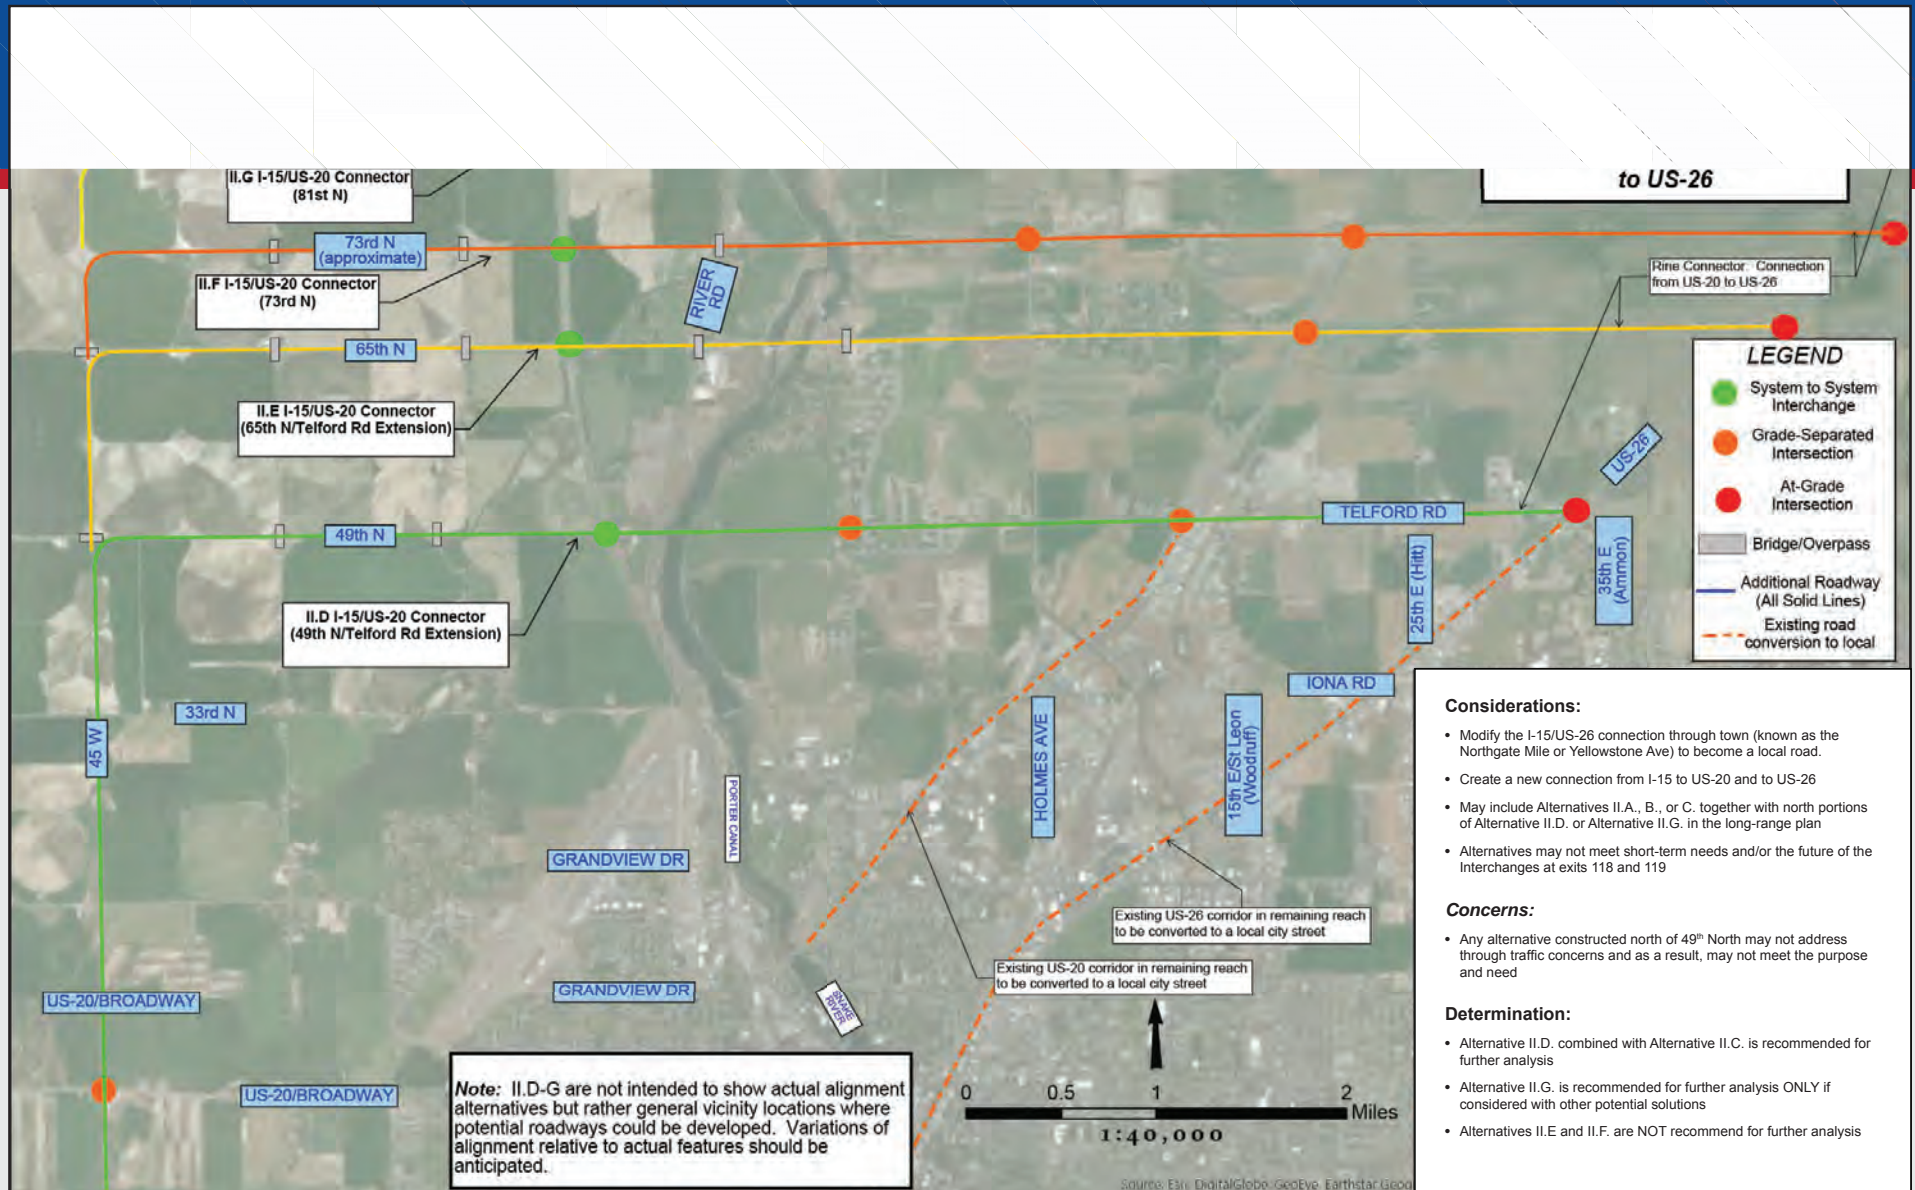 II.G I-15/US-20 Connector
(81st N)
to US-26
73rd N
(approximate)
II.F I-15/US-20 Connector
(73rd N)
RIVER
RD
Rine Connector: Connection
from US-20 to US-26
65th N
II.E I-15/US-20 Connector
(65th N/Telford Rd Extension)
LEGEND
System to System
Interchange
Grade-Separated
Intersection
At-Grade
Intersection
Bridge/Overpass
Additional Roadway
(All Solid Lines)
Existing road
conversion to local
US-26
TELFORD RD
49th N
25th E (Hitt)
35th E
(Ammon)
II.D I-15/US-20 Connector
(49th N/Telford Rd Extension)
IONA RD
33rd N
45 W
HOLMES AVE
15th E/St Leon
(Woodruff)
PORTER CANAL
GRANDVIEW DR
Existing US-26 corridor in remaining reach
to be converted to a local city street
Existing US-20 corridor in remaining reach
to be converted to a local city street
GRANDVIEW DR
SNAKE
RIVER
US-20/BROADWAY
US-20/BROADWAY
Note: II.D-G are not intended to show actual alignment
alternatives but rather general vicinity locations where
potential roadways could be developed. Variations of
alignment relative to actual features should be
anticipated.
0 0.5 1 2
Miles
1:40,000
Source: Esri, DigitalGlobe, GeoEye, Earthstar Geog
Considerations:
• Modify the I-15/US-26 connection through town (known as the
Northgate Mile or Yellowstone Ave) to become a local road.
• Create a new connection from I-15 to US-20 and to US-26
• May include Alternatives II.A., B., or C. together with north portions
of Alternative II.D. or Alternative II.G. in the long-range plan
• Alternatives may not meet short-term needs and/or the future of the
Interchanges at exits 118 and 119
Concerns:
• Any alternative constructed north of 49th North may not address
through traffic concerns and as a result, may not meet the purpose
and need
Determination:
• Alternative II.D. combined with Alternative II.C. is recommended for
further analysis
• Alternative II.G. is recommended for further analysis ONLY if
considered with other potential solutions
• Alternatives II.E and II.F. are NOT recommend for further analysis